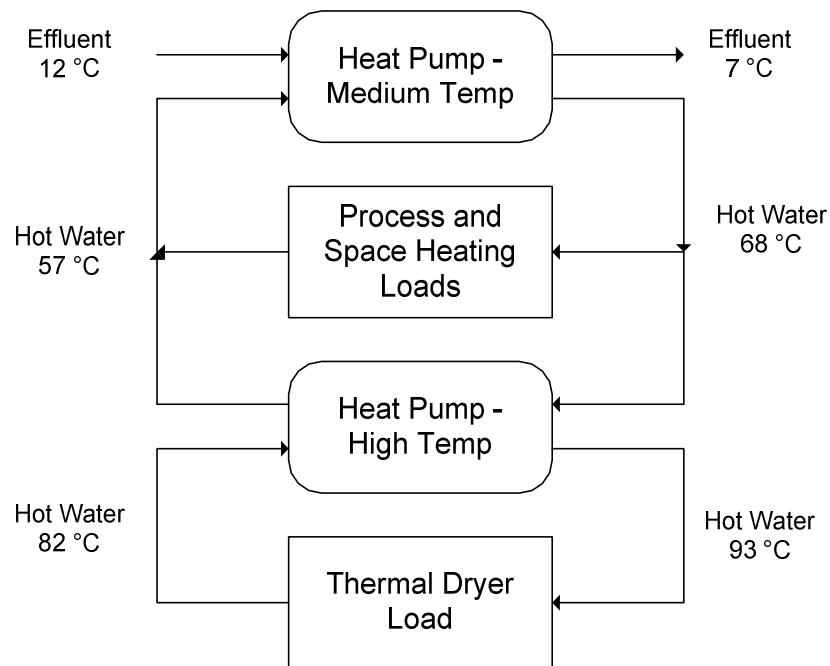 Effluent
12 °C
Heat Pump -
Medium Temp
Effluent
7 °C
Hot Water
57 °C
Process and
Space Heating
Loads
Hot Water
68 °C
Heat Pump -
High Temp
Hot Water
82 °C
Hot Water
93 °C
Thermal Dryer
Load